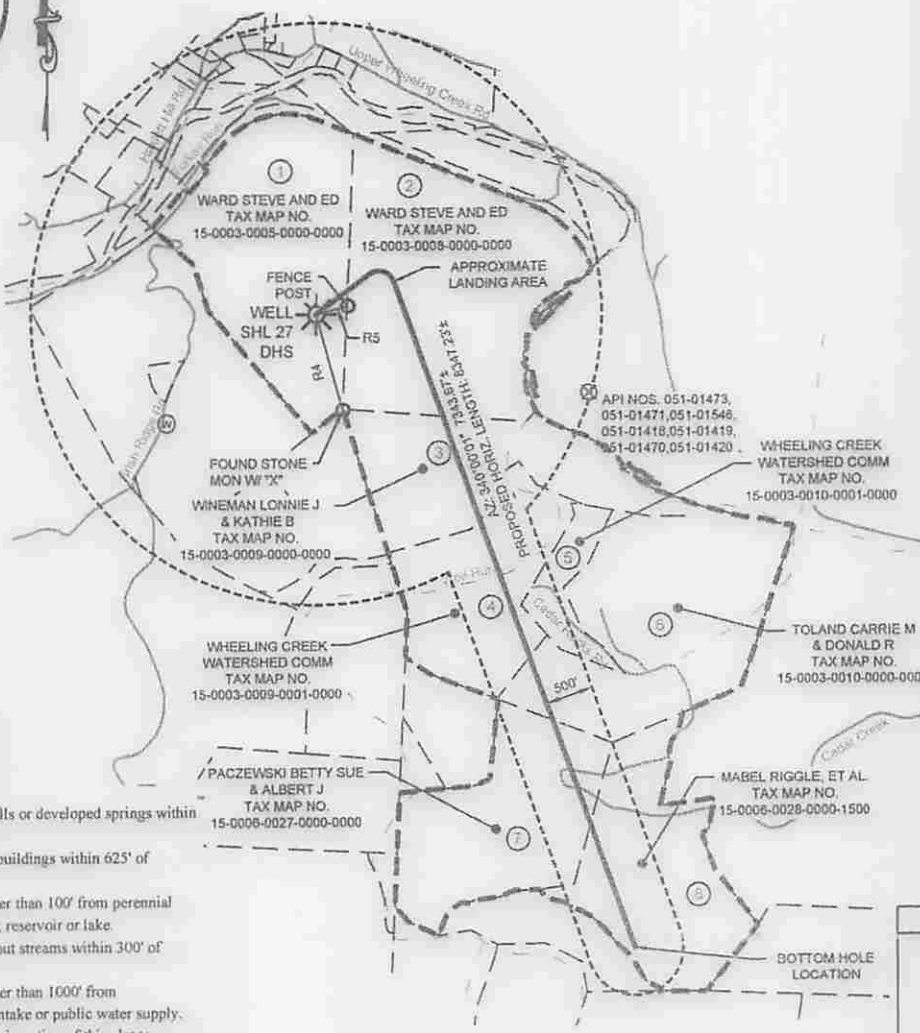 Upper Wheeling Creek Rd
①
WARD STEVE AND ED
TAX MAP NO.
15-0003-0005-0000-0000
②
WARD STEVE AND ED
TAX MAP NO.
15-0003-0008-0000-0000
APPROXIMATE
LANDING AREA
FENCE
POST
WELL
SHL 27
DHS
R5
R4
AZ: 340°00'01" 7343.67'±
PROPOSED HORIZ. LENGTH: 8347.23'±
API NOS. 051-01473,
051-01471,051-01546,
051-01418,051-01419,
051-01470,051-01420
WHEELING CREEK
WATERSHED COMM
TAX MAP NO.
15-0003-0010-0001-0000
W
Ridge Rd
FOUND STONE
MON W/ "X"
③
WINEMAN LONNIE J
& KATHIE B
TAX MAP NO.
15-0003-0009-0000-0000
⑤
④
⑥
TOLAND CARRIE M
& DONALD R
TAX MAP NO.
15-0003-0010-0000-000
WHEELING CREEK
WATERSHED COMM
TAX MAP NO.
15-0003-0009-0001-0000
500'
Cedar Creek
PACZEWSKI BETTY SUE
& ALBERT J
TAX MAP NO.
15-0006-0027-0000-0000
MABEL RIGGLE, ET AL.
TAX MAP NO.
15-0006-0028-0000-1500
⑦
⑧
BOTTOM HOLE
LOCATION
lls or developed springs within
buildings within 625' of
er than 100' from perennial
, reservoir or lake.
out streams within 300' of
er than 1000' from
ntake or public water supply.